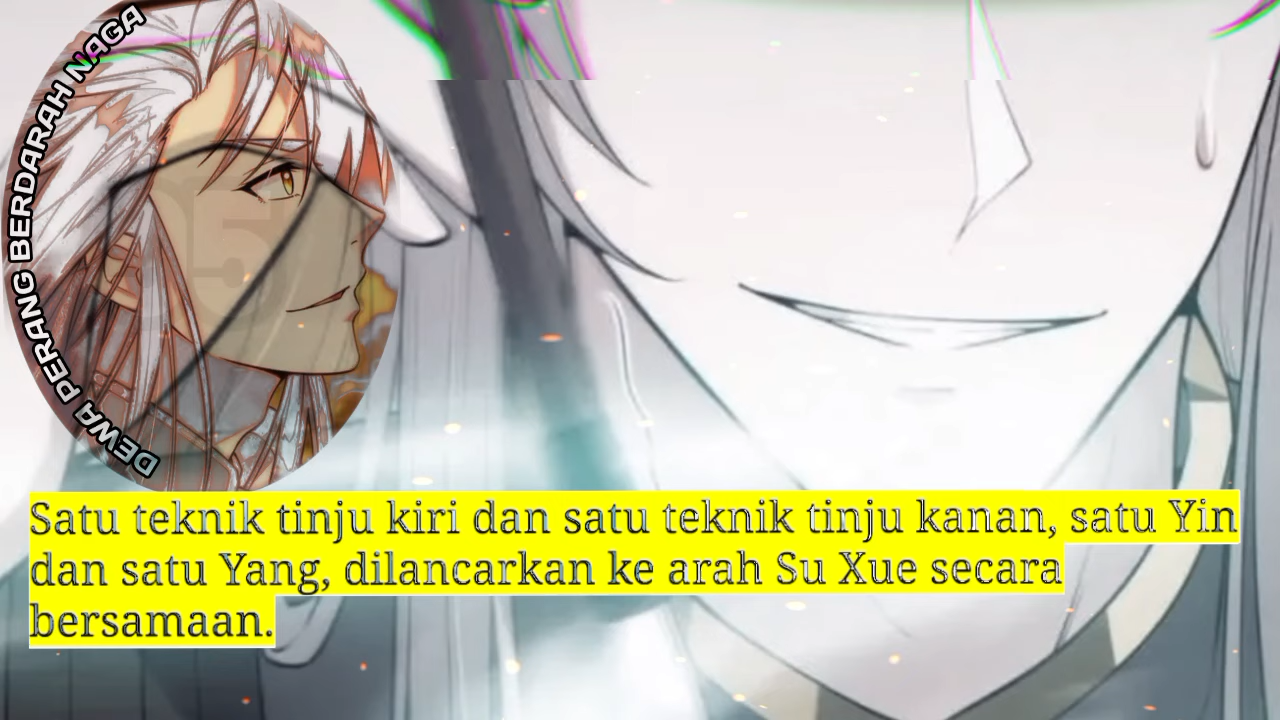 DEWA PERANG BERDARAH NAGA
Satu teknik tinju kiri dan satu teknik tinju kanan, satu Yin
dan satu Yang, dilancarkan ke arah Su Xue secara
bersamaan.